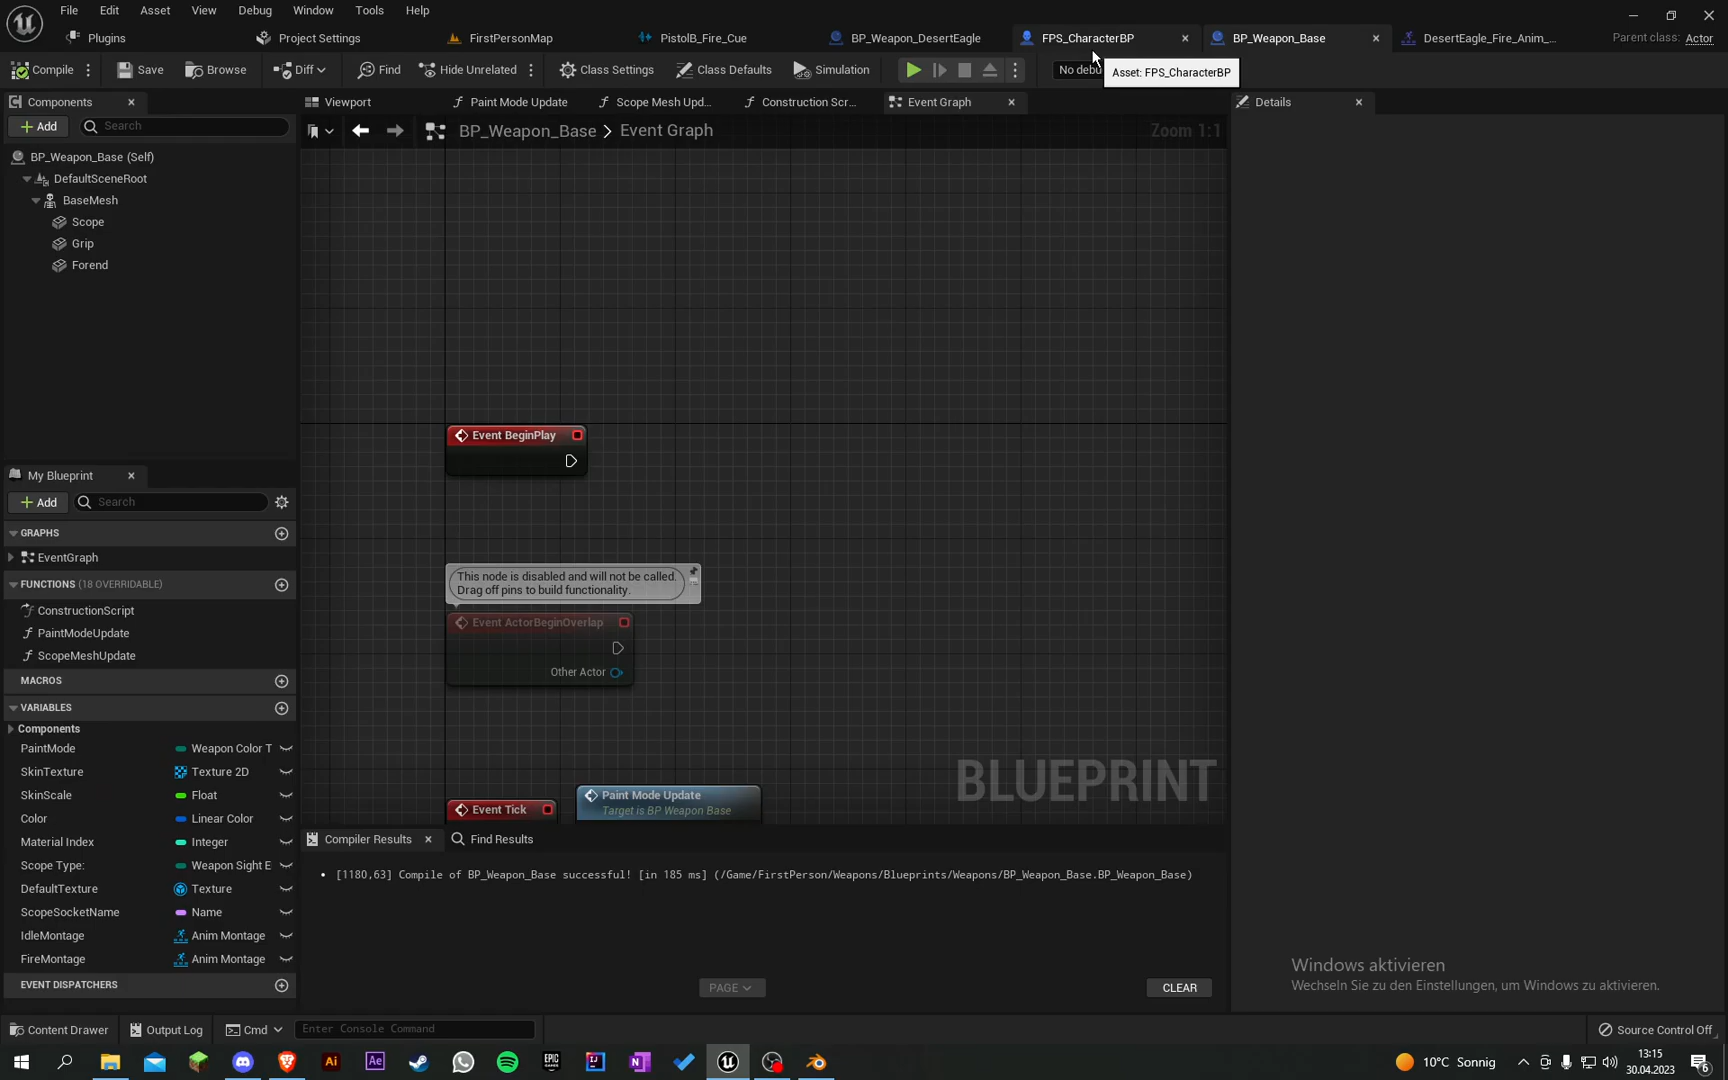 File Edit Asset View Debug Window Tools Help
Plugins Project Settings FirstPersonMap PistolB_Fire_Cue BP_Weapon_DesertEagle FPS_CharacterBP BP_Weapon_Base DesertEagle_Fire_Anim_... Parent class: Actor
Compile Save Browse Diff Find Hide Unrelated Class Settings Class Defaults Simulation No debu
Asset: FPS_CharacterBP
Components Viewport Paint Mode Update Scope Mesh Upd... Construction Scr... Event Graph Details
Add Search
BP_Weapon_Base > Event Graph Zoom 1:1
BP_Weapon_Base (Self)
DefaultSceneRoot
BaseMesh
Scope
Grip
Forend
Event BeginPlay
My Blueprint
Add Search
GRAPHS
EventGraph
FUNCTIONS (18 OVERRIDABLE)
This node is disabled and will not be called.
Drag off pins to build functionality.
ConstructionScript
Event ActorBeginOverlap
PaintModeUpdate
ScopeMeshUpdate
Other Actor
MACROS
VARIABLES
Components
PaintMode Weapon Color T
SkinTexture Texture 2D
SkinScale Float
Color Linear Color
Material Index Integer
Scope Type: Weapon Sight E
DefaultTexture Texture
ScopeSocketName Name
IdleMontage Anim Montage
FireMontage Anim Montage
EVENT DISPATCHERS
BLUEPRINT
Event Tick
Paint Mode Update
Target is BP Weapon Base
Compiler Results Find Results
[1180,63] Compile of BP_Weapon_Base successful! [in 185 ms] (/Game/FirstPerson/Weapons/Blueprints/Weapons/BP_Weapon_Base.BP_Weapon_Base)
PAGE CLEAR
Windows aktivieren
Wechseln Sie zu den Einstellungen, um Windows zu aktivieren.
Content Drawer Output Log Cmd Enter Console Command Source Control Off
Ai Ae EPIC GAMES IJ N 10°C Sonnig 13:15
30.04.2023 6